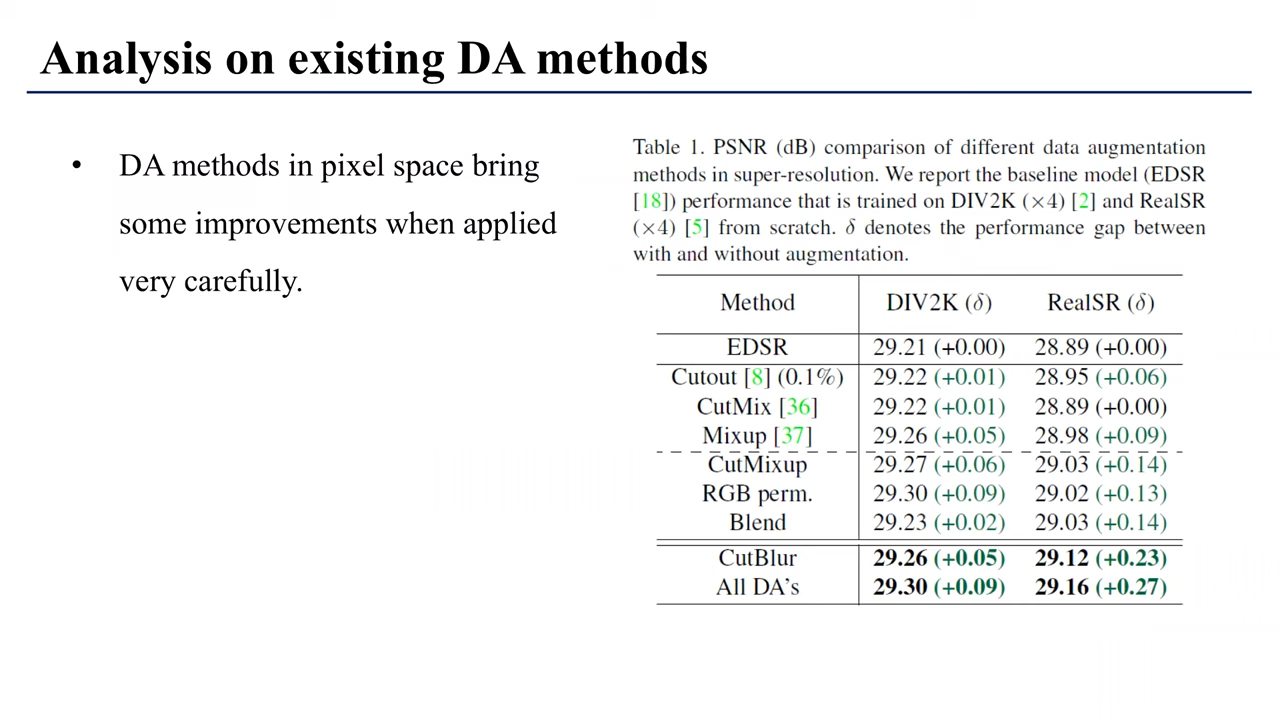 Analysis on existing DA methods
• DA methods in pixel space bring
some improvements when applied
very carefully.
Table 1. PSNR (dB) comparison of different data augmentation
methods in super-resolution. We report the baseline model (EDSR
[18]) performance that is trained on DIV2K (×4) [2] and RealSR
(×4) [5] from scratch. δ denotes the performance gap between
with and without augmentation.
Method DIV2K (δ) RealSR (δ)
EDSR 29.21 (+0.00) 28.89 (+0.00)
Cutout [8] (0.1%) 29.22 (+0.01) 28.95 (+0.06)
CutMix [36] 29.22 (+0.01) 28.89 (+0.00)
Mixup [37] 29.26 (+0.05) 28.98 (+0.09)
CutMixup 29.27 (+0.06) 29.03 (+0.14)
RGB perm. 29.30 (+0.09) 29.02 (+0.13)
Blend 29.23 (+0.02) 29.03 (+0.14)
CutBlur 29.26 (+0.05) 29.12 (+0.23)
All DA's 29.30 (+0.09) 29.16 (+0.27)